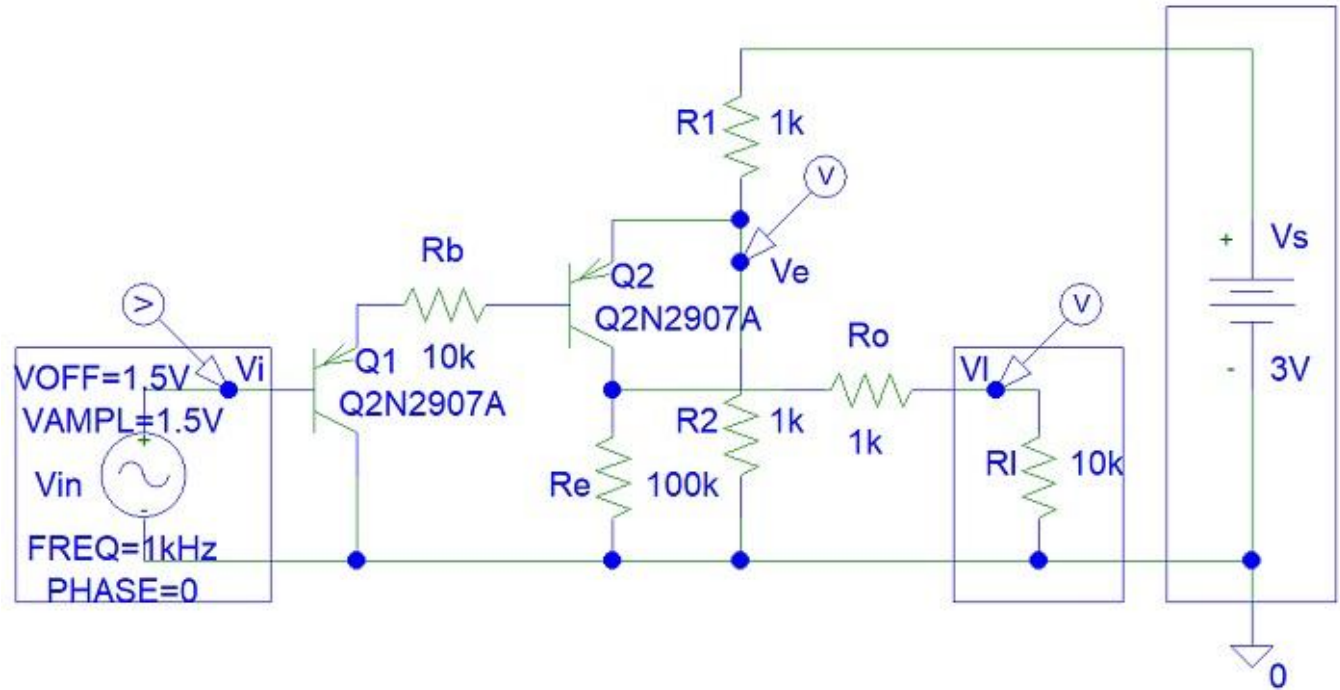 R1
1k
V
Vs
+
-
3V
Rb
10k
Q2
Q2N2907A
Ve
V
Ro
1k
Vl
V
Vi
Q1
Q2N2907A
VOFF=1.5V
VAMPL=1.5V
+
Vin
-
FREQ=1kHz
PHASE=0
Re
100k
R2
1k
Rl
10k
0